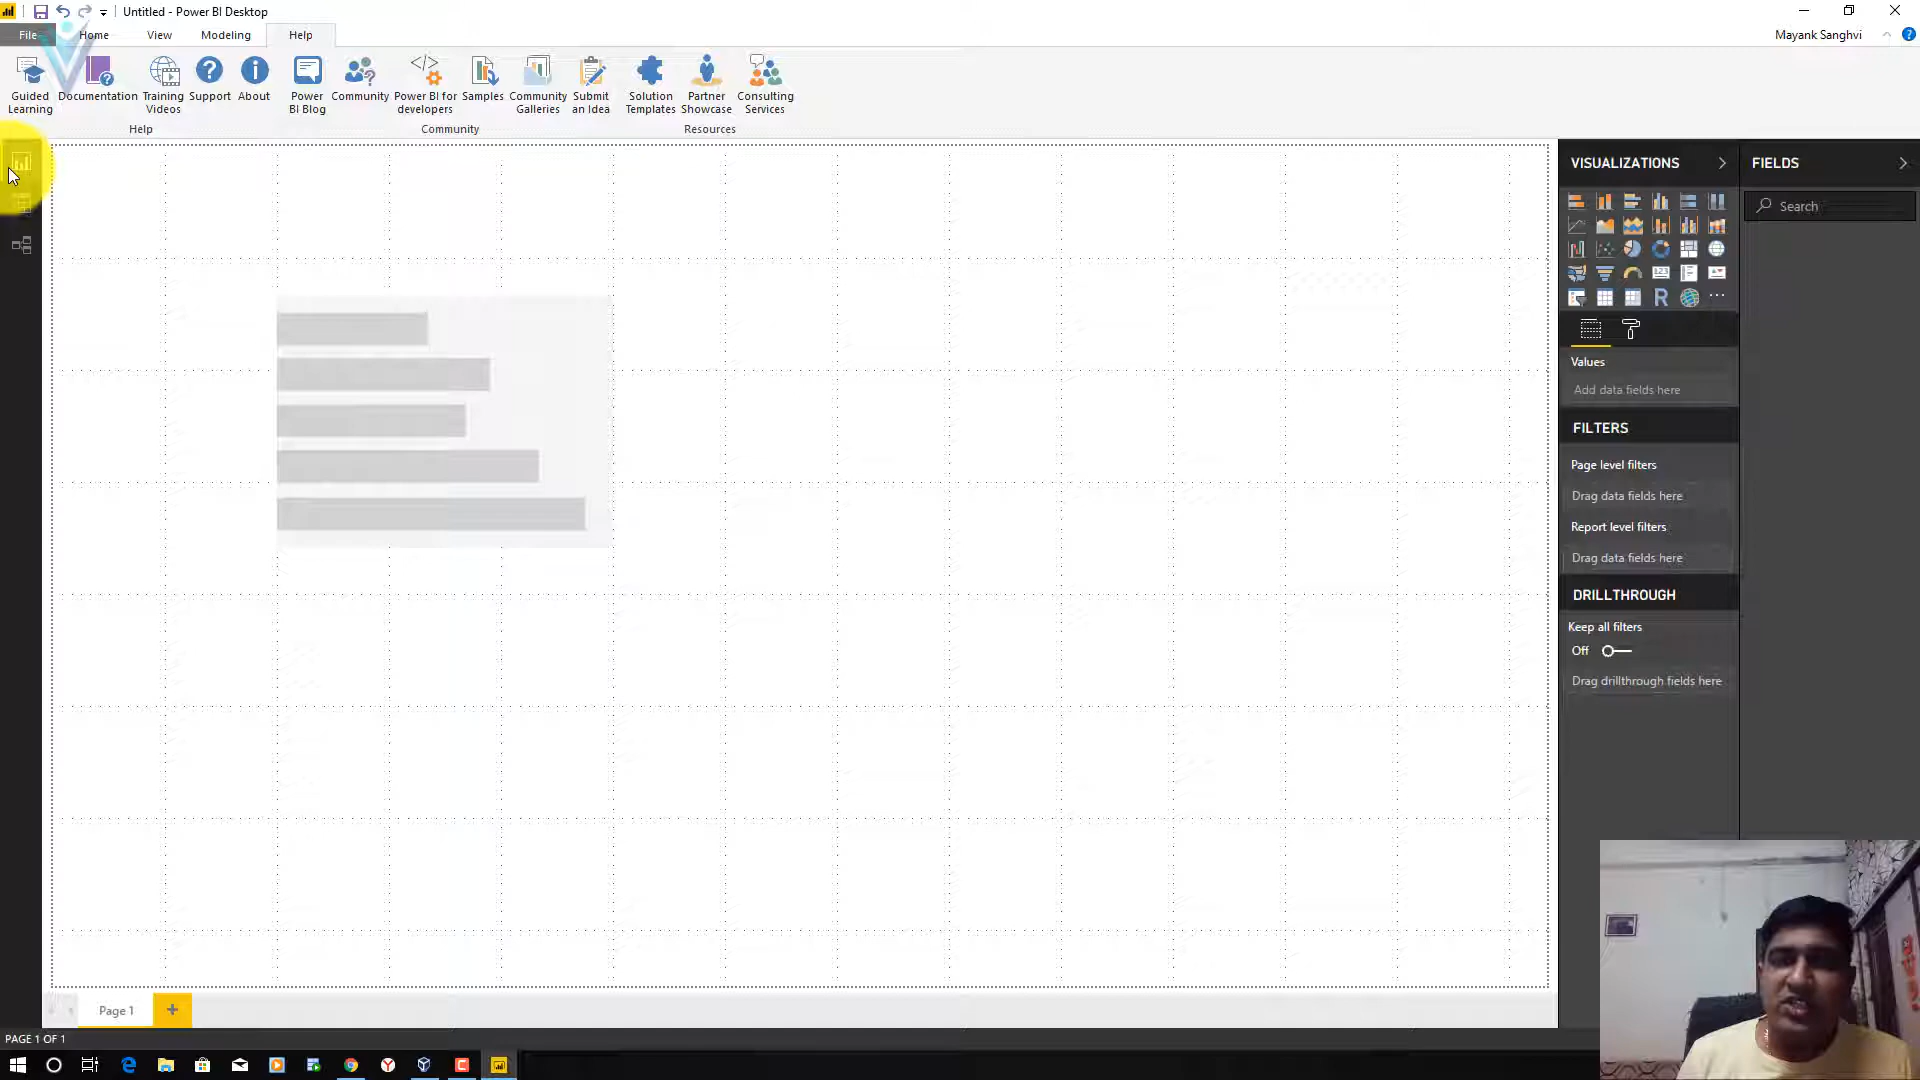 Untitled - Power BI Desktop
File Home View Modeling Help
Mayank Sanghvi
Guided Learning
Documentation
Training Videos
Support
About
Power BI Blog
Community
Power BI for developers
Samples
Community Galleries
Submit an Idea
Solution Templates
Partner Showcase
Consulting Services
Help
Community
Resources
VISUALIZATIONS
FIELDS
Search
123
R
Values
Add data fields here
FILTERS
Page level filters
Drag data fields here
Report level filters
Drag data fields here
DRILLTHROUGH
Keep all filters
Off
Drag drillthrough fields here
Page 1
PAGE 1 OF 1